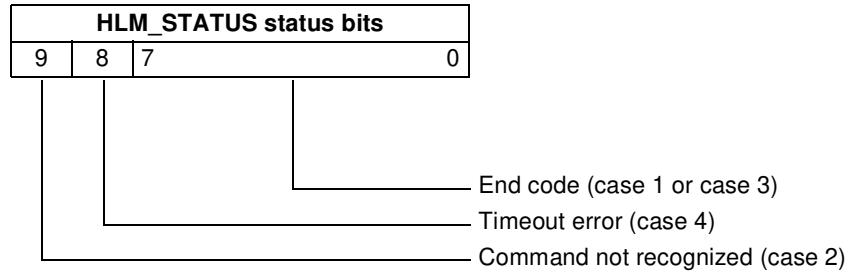 HLM_STATUS status bits
9 8 7 0
End code (case 1 or case 3)
Timeout error (case 4)
Command not recognized (case 2)